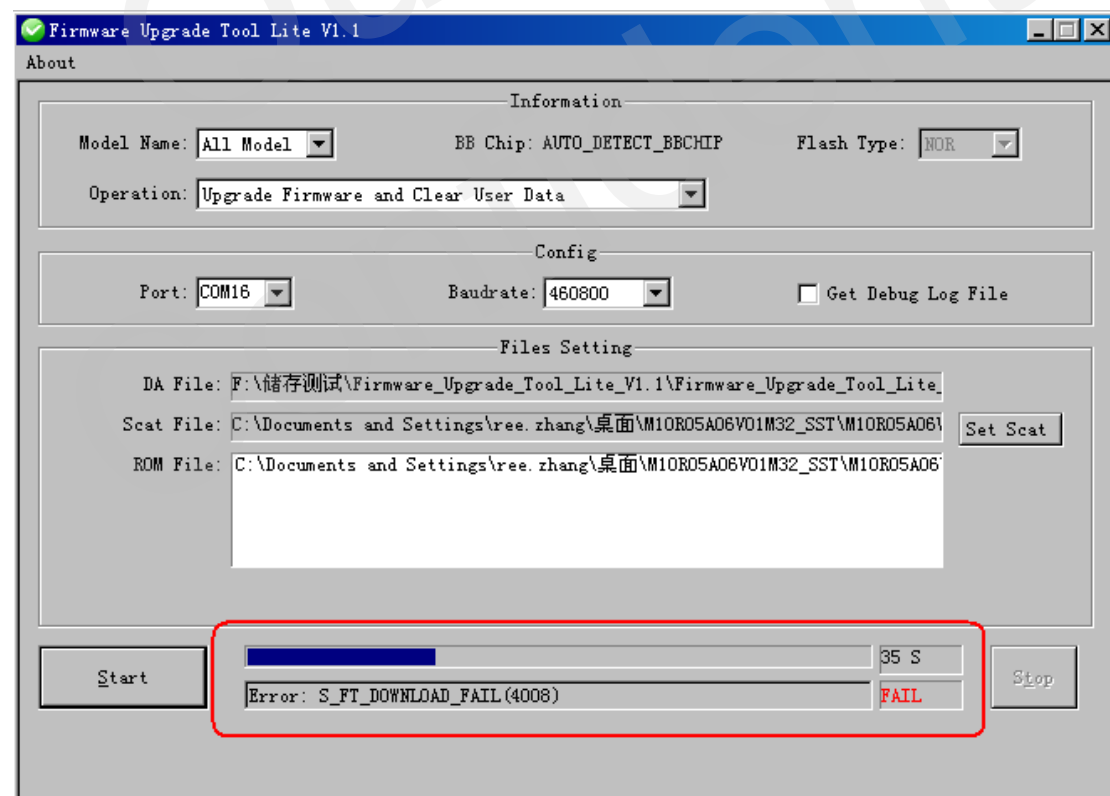 Firmware Upgrade Tool Lite V1.1
About
Information
Model Name: All Model BB Chip: AUTO_DETECT_BBCHIP Flash Type: NOR
Operation: Upgrade Firmware and Clear User Data
Config
Port: COM16 Baudrate: 460800 Get Debug Log File
Files Setting
DA File: F:\储存测试\Firmware_Upgrade_Tool_Lite_V1.1\Firmware_Upgrade_Tool_Lite_
Scat File: C:\Documents and Settings\ree.zhang\桌面\M10R05A06V01M32_SST\M10R05A06\ Set Scat
ROM File: C:\Documents and Settings\ree.zhang\桌面\M10R05A06V01M32_SST\M10R05A06
35 S
Start Stop
Error: S_FT_DOWNLOAD_FAIL(4008) FAIL